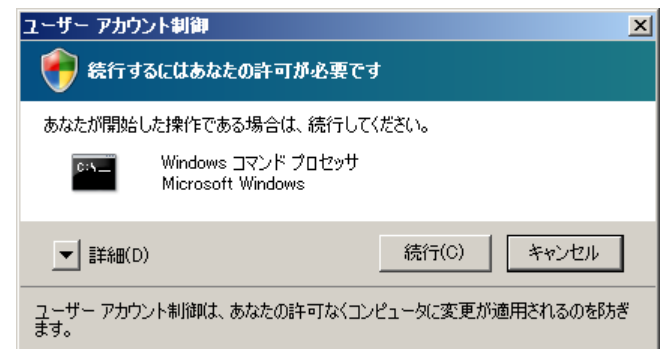 ユーザー アカウント制御
続行するにはあなたの許可が必要です
あなたが開始した操作である場合は、続行してください。
C:\_
Windows コマンド プロセッサ
Microsoft Windows
詳細(D)
続行(C)
キャンセル
ユーザー アカウント制御は、あなたの許可なくコンピュータに変更が適用されるのを防ぎ
ます。